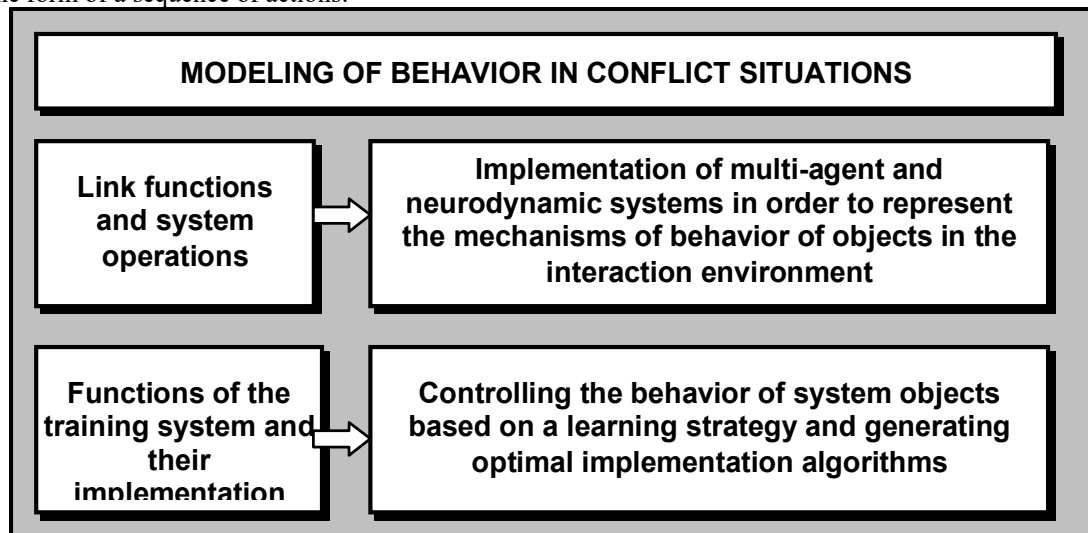 the form of a sequence of actions.
MODELING OF BEHAVIOR IN CONFLICT SITUATIONS
Link functions
and system
operations
Implementation of multi-agent and
neurodynamic systems in order to represent
the mechanisms of behavior of objects in the
interaction environment
Functions of the
training system and
their
implementation
Controlling the behavior of system objects
based on a learning strategy and generating
optimal implementation algorithms